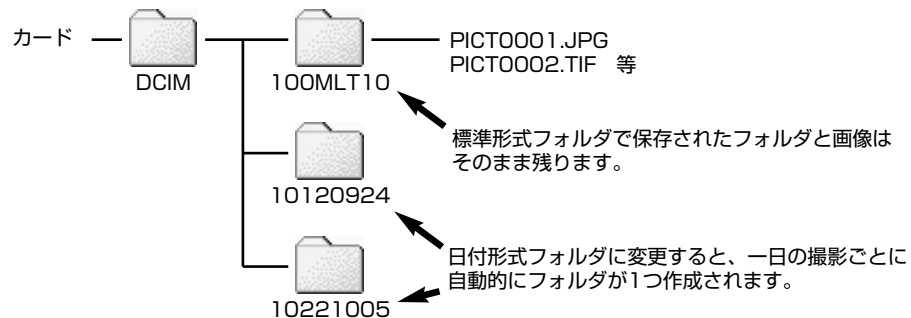 カード
DCIM
100MLT10
PICT0001.JPG
PICT0002.TIF 等
標準形式フォルダで保存されたフォルダと画像は
そのまま残ります。
10120924
日付形式フォルダに変更すると、一日の撮影ごとに
自動的にフォルダが1つ作成されます。
10221005